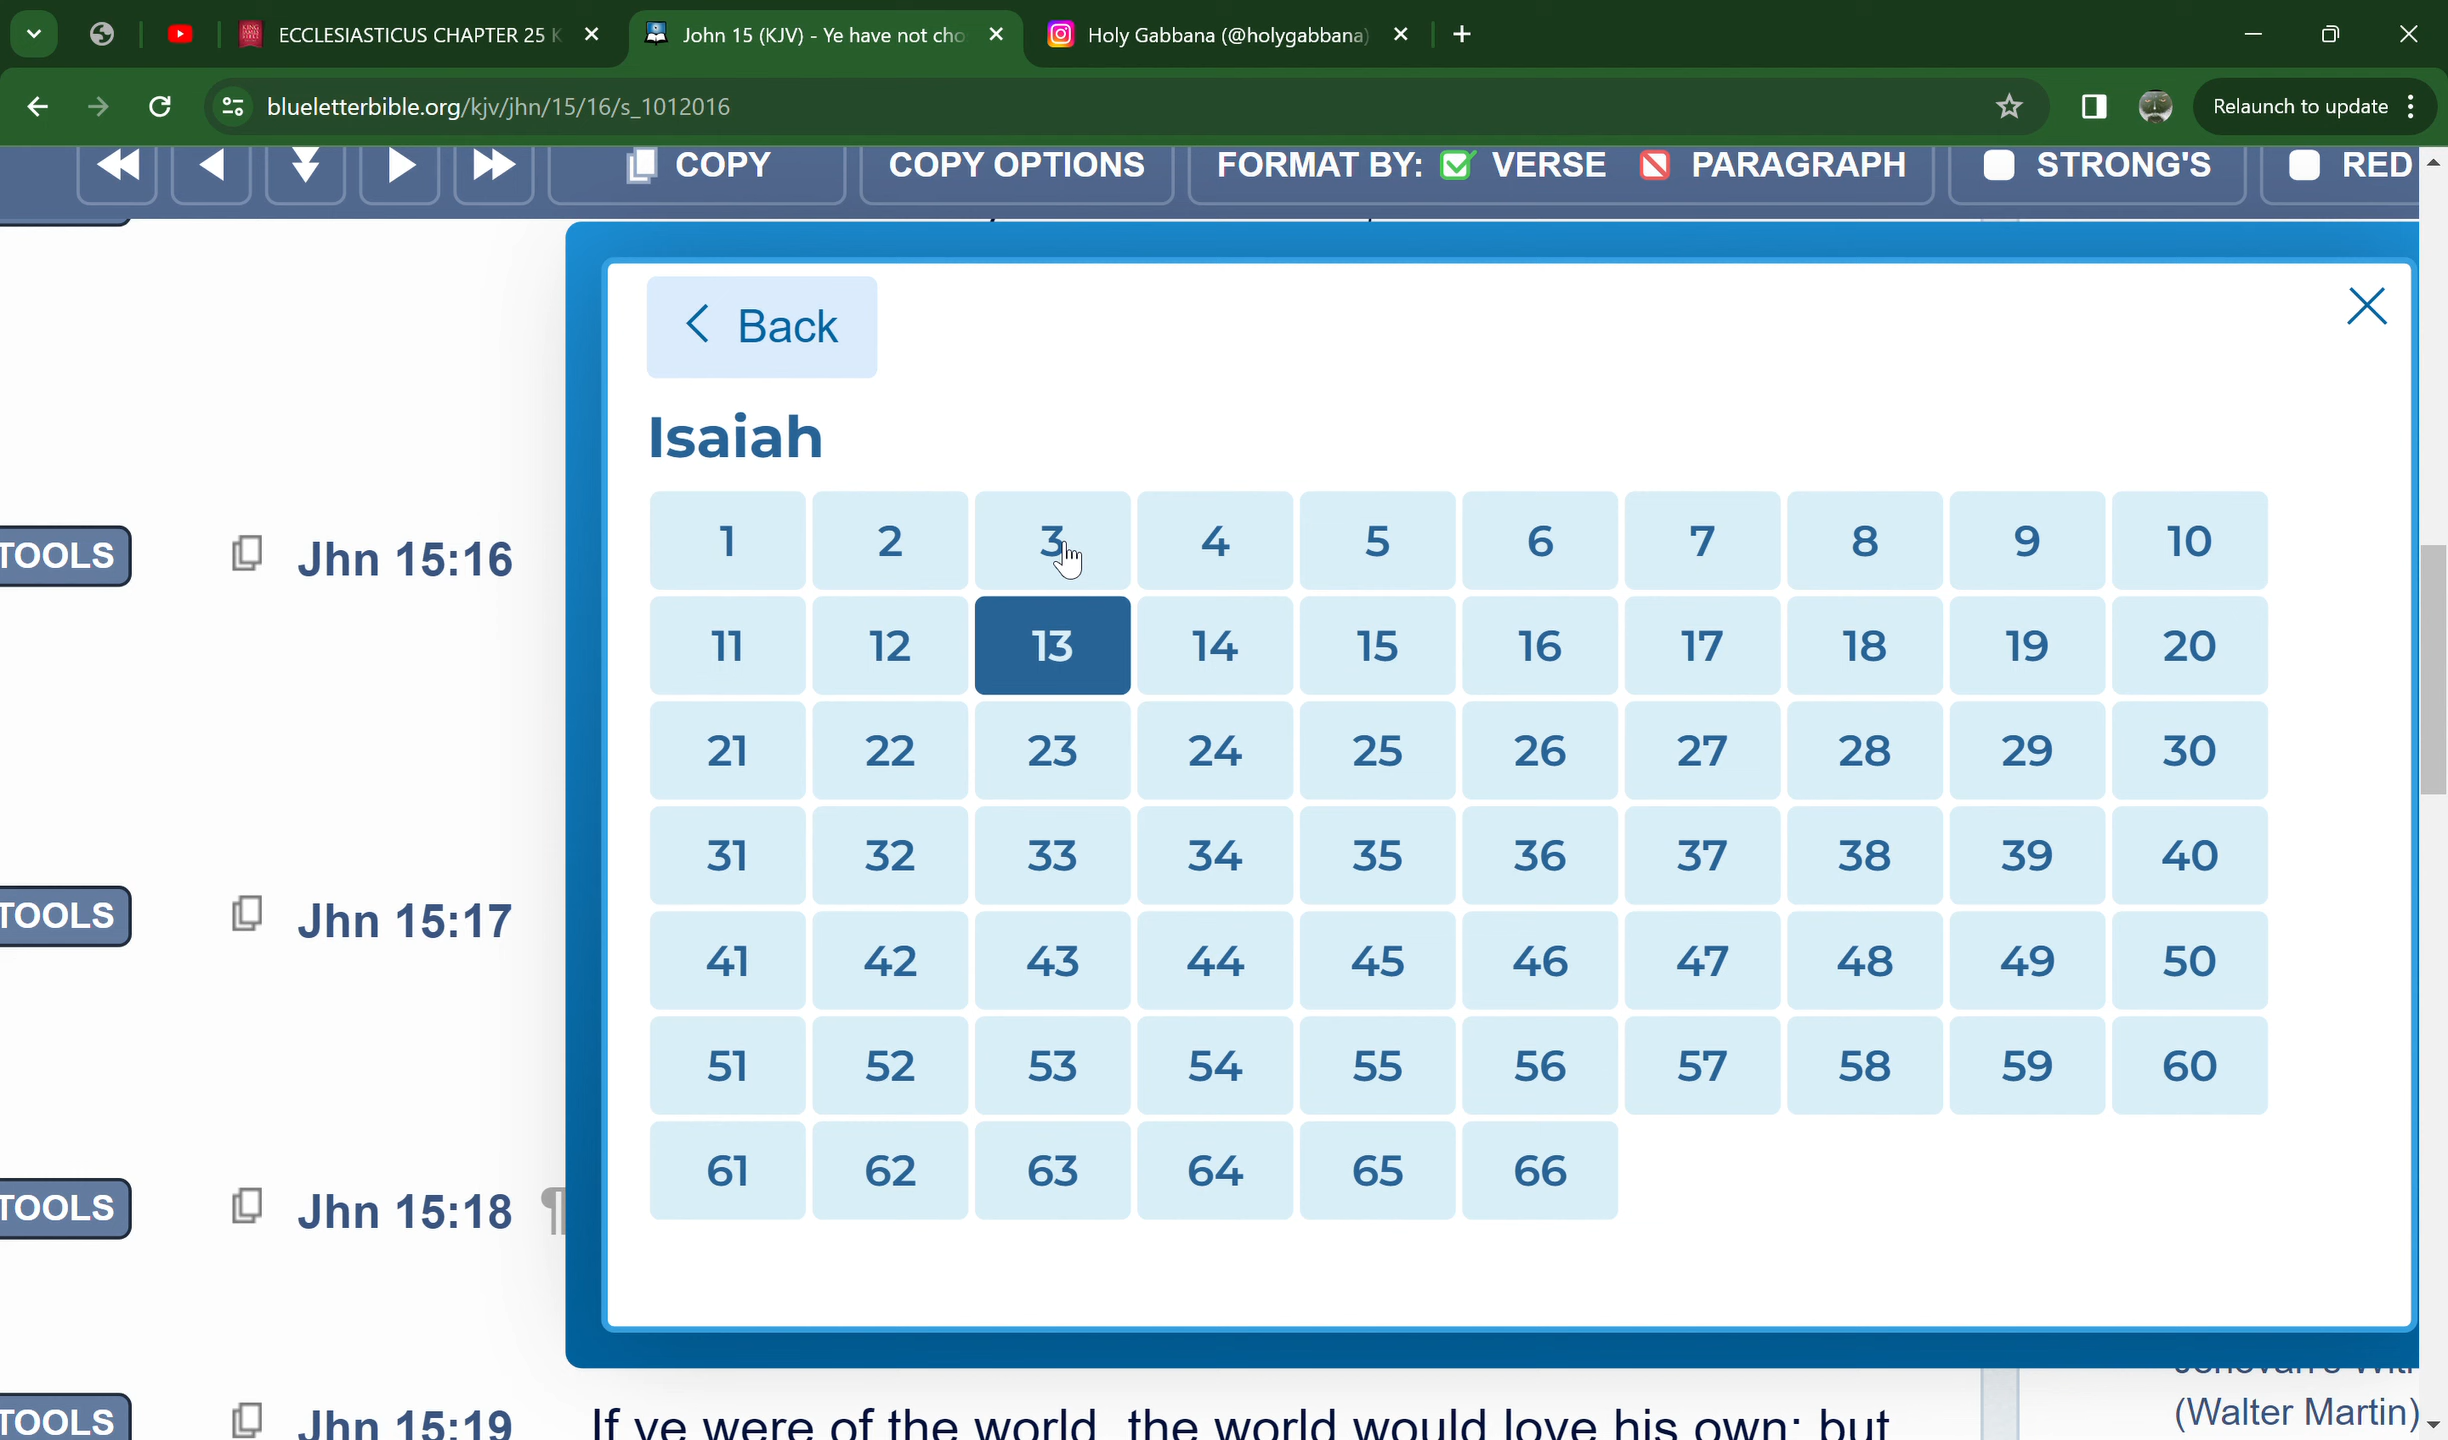 ECCLESIASTICUS CHAPTER 25 K
John 15 (KJV) - Ye have not cho
Holy Gabbana (@holygabbana)
blueletterbible.org/kjv/jhn/15/16/s_1012016
Relaunch to update
COPY
COPY OPTIONS
FORMAT BY: VERSE PARAGRAPH
STRONG'S
RED
Back
Isaiah
1 2 3 4 5 6 7 8 9 10
11 12 13 14 15 16 17 18 19 20
21 22 23 24 25 26 27 28 29 30
31 32 33 34 35 36 37 38 39 40
41 42 43 44 45 46 47 48 49 50
51 52 53 54 55 56 57 58 59 60
61 62 63 64 65 66
TOOLS Jhn 15:16
TOOLS Jhn 15:17
TOOLS Jhn 15:18 ¶
TOOLS Jhn 15:19 If ye were of the world, the world would love his own: but
(Walter Martin)